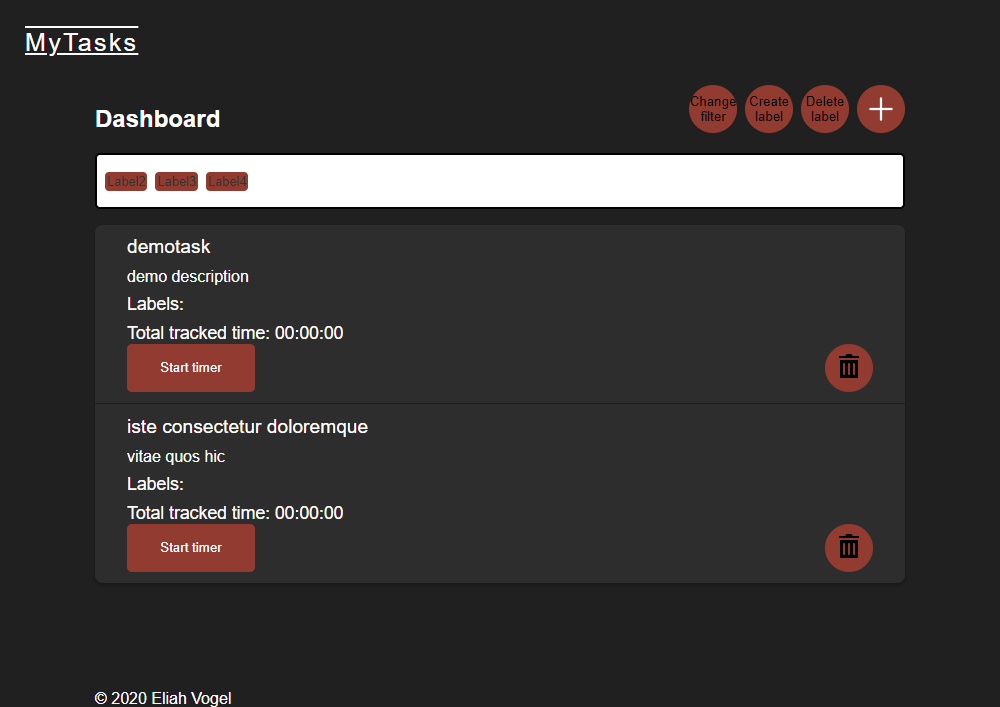 MyTasks
Dashboard
Change
filter
Create
label
Delete
label
Label2 Label3 Label4
demotask
demo description
Labels:
Total tracked time: 00:00:00
Start timer
iste consectetur doloremque
vitae quos hic
Labels:
Total tracked time: 00:00:00
Start timer
© 2020 Eliah Vogel